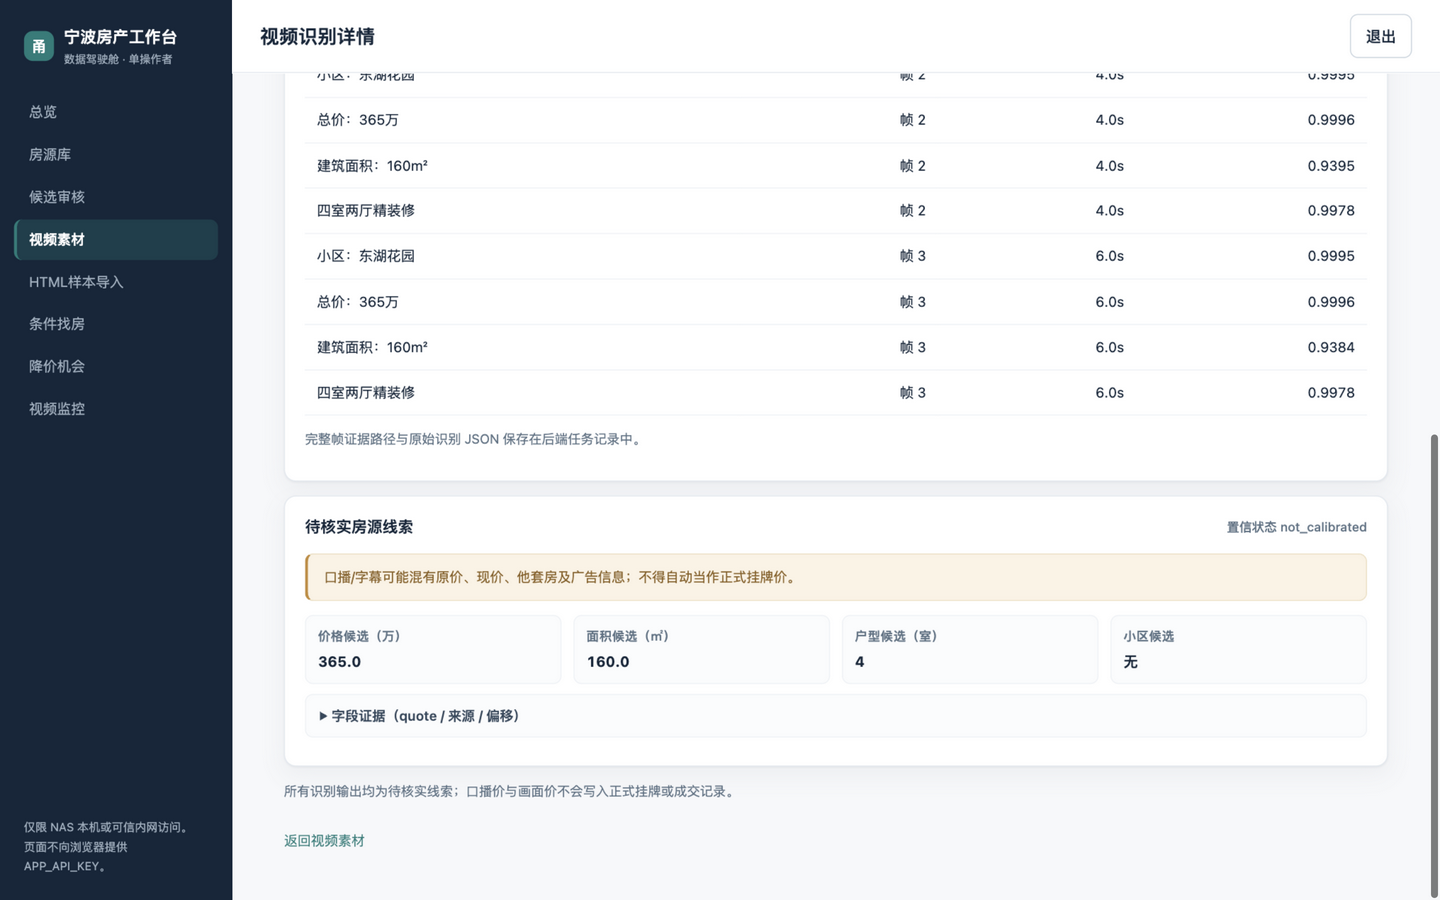 甬
宁波房产工作台
数据驾驶舱 · 单操作者
总览
房源库
候选审核
视频素材
HTML样本导入
条件找房
降价机会
视频监控
仅限 NAS 本机或可信内网访问。
页面不向浏览器提供
APP_API_KEY。
视频识别详情
退出
小区：东湖花园 帧 2 4.0s 0.9995
总价：365万 帧 2 4.0s 0.9996
建筑面积：160m² 帧 2 4.0s 0.9395
四室两厅精装修 帧 2 4.0s 0.9978
小区：东湖花园 帧 3 6.0s 0.9995
总价：365万 帧 3 6.0s 0.9996
建筑面积：160m² 帧 3 6.0s 0.9384
四室两厅精装修 帧 3 6.0s 0.9978
完整帧证据路径与原始识别 JSON 保存在后端任务记录中。
待核实房源线索 置信状态 not_calibrated
口播/字幕可能混有原价、现价、他套房及广告信息；不得自动当作正式挂牌价。
价格候选（万） 面积候选（㎡） 户型候选（室） 小区候选
365.0 160.0 4 无
▶ 字段证据（quote / 来源 / 偏移）
所有识别输出均为待核实线索；口播价与画面价不会写入正式挂牌或成交记录。
返回视频素材